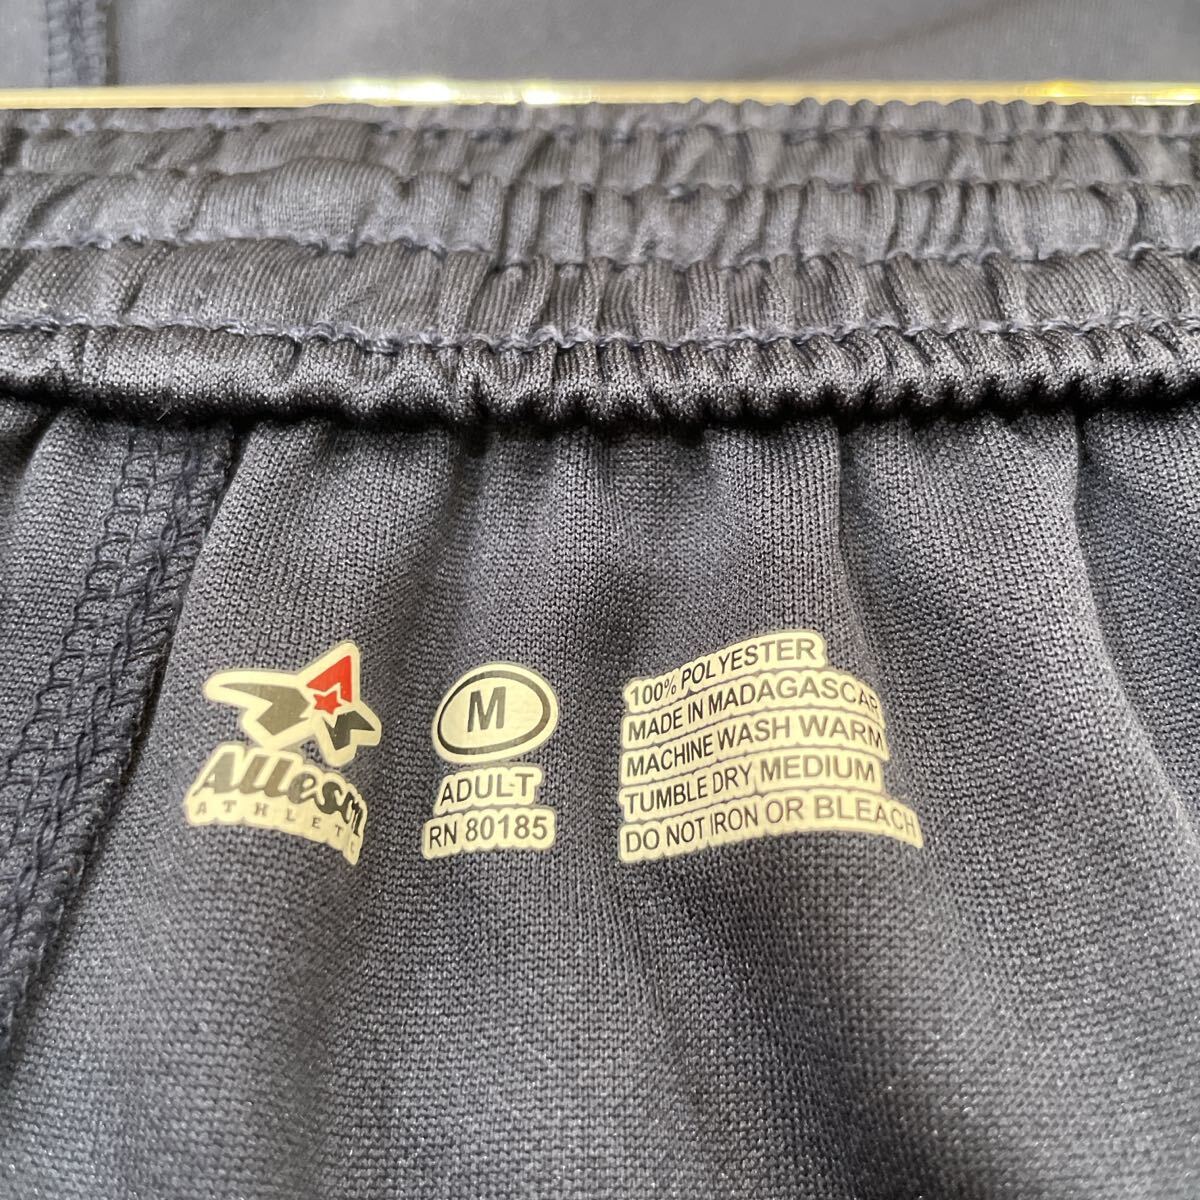 Alleson
ATHLETIC
M
ADULT
RN 80185
100% POLYESTER
MADE IN MADAGASCAR
MACHINE WASH WARM
TUMBLE DRY MEDIUM
DO NOT IRON OR BLEACH